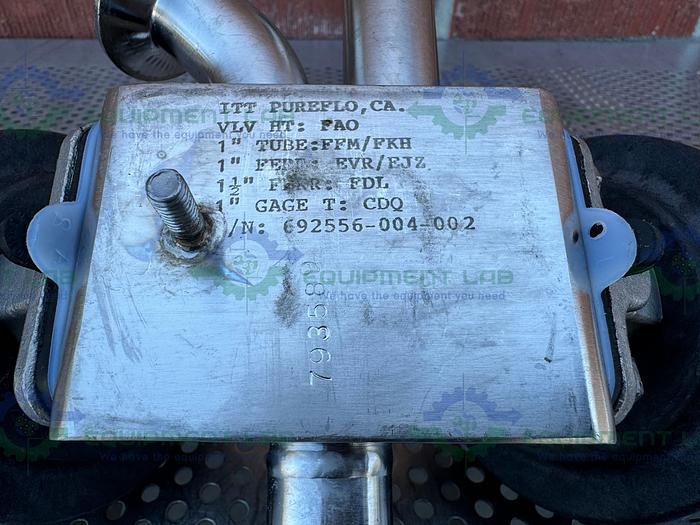 ITT PUREFLO, CA.
VLV HT: FAO
1" TUBE:FFM/FKH
1" FERR: EVR/EJZ
1½" FERR: FDL
1" GAGE T: CDQ
/N: 692556-004-002
EQUIPMENT LAB
We have the equipment you need